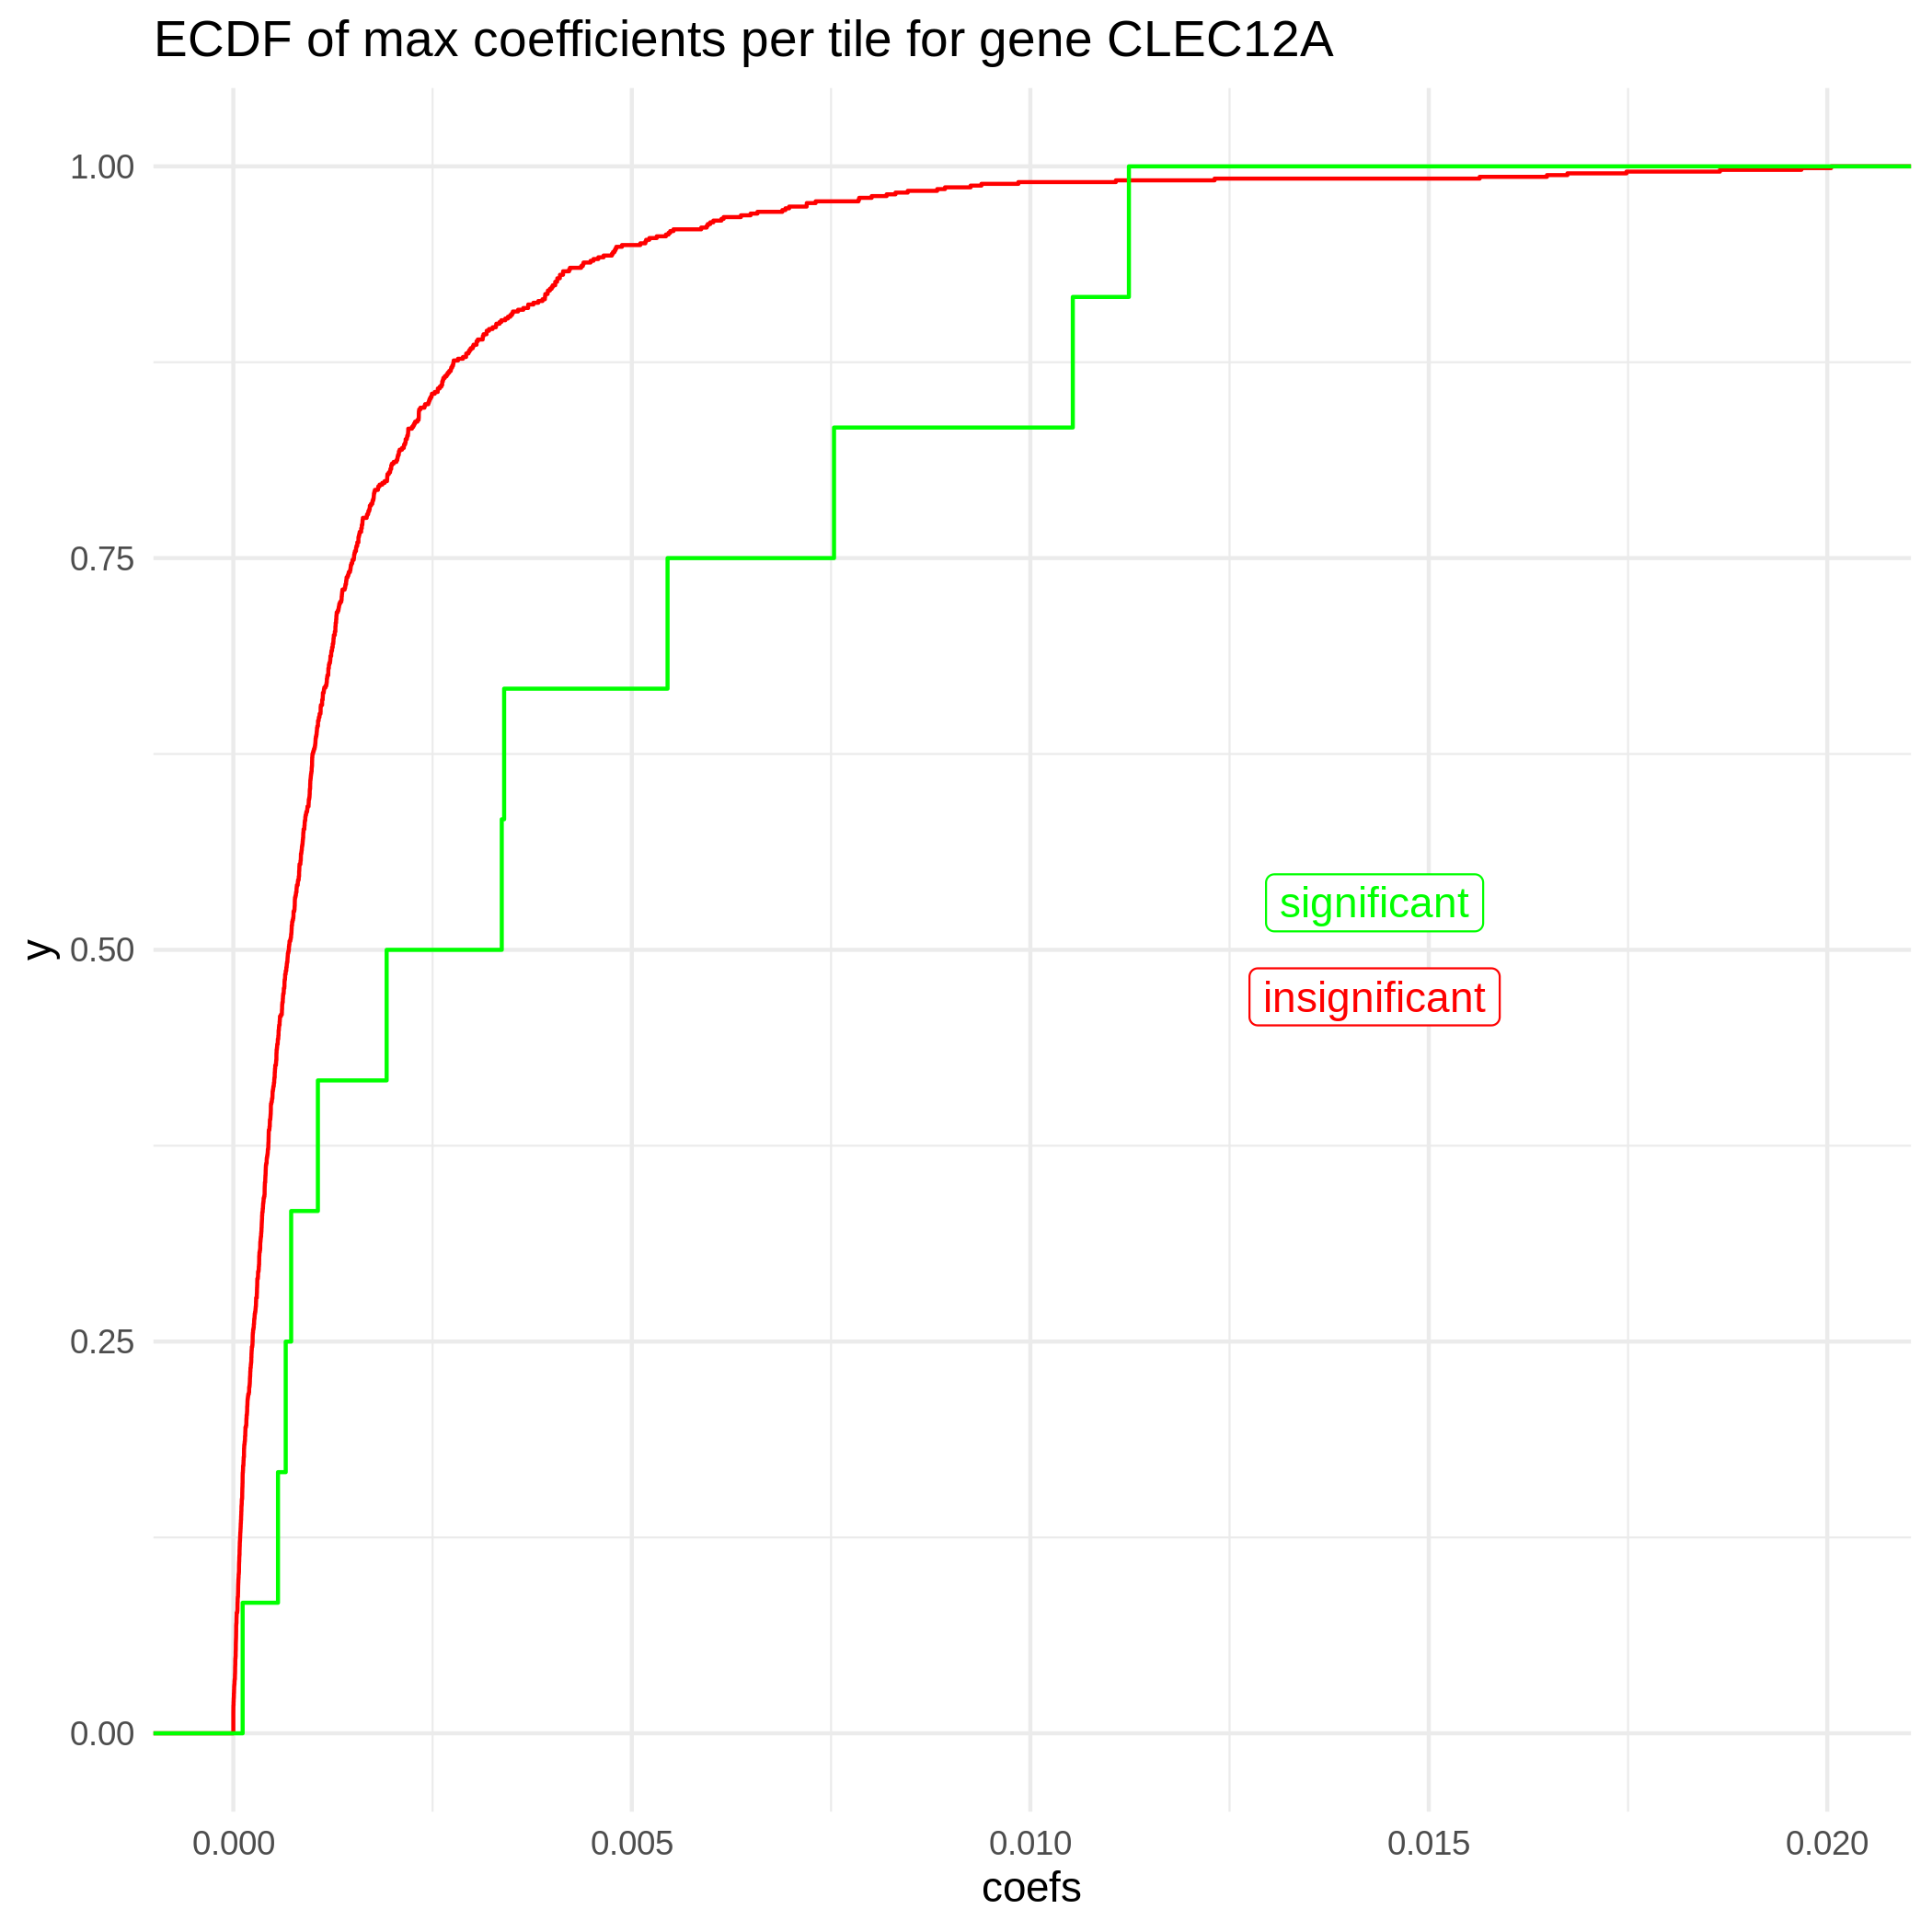 ECDF of max coefficients per tile for gene CLEC12A
1.00
0.75
0.50
0.25
0.00
y
significant
insignificant
0.000 0.005 0.010 0.015 0.020
coefs